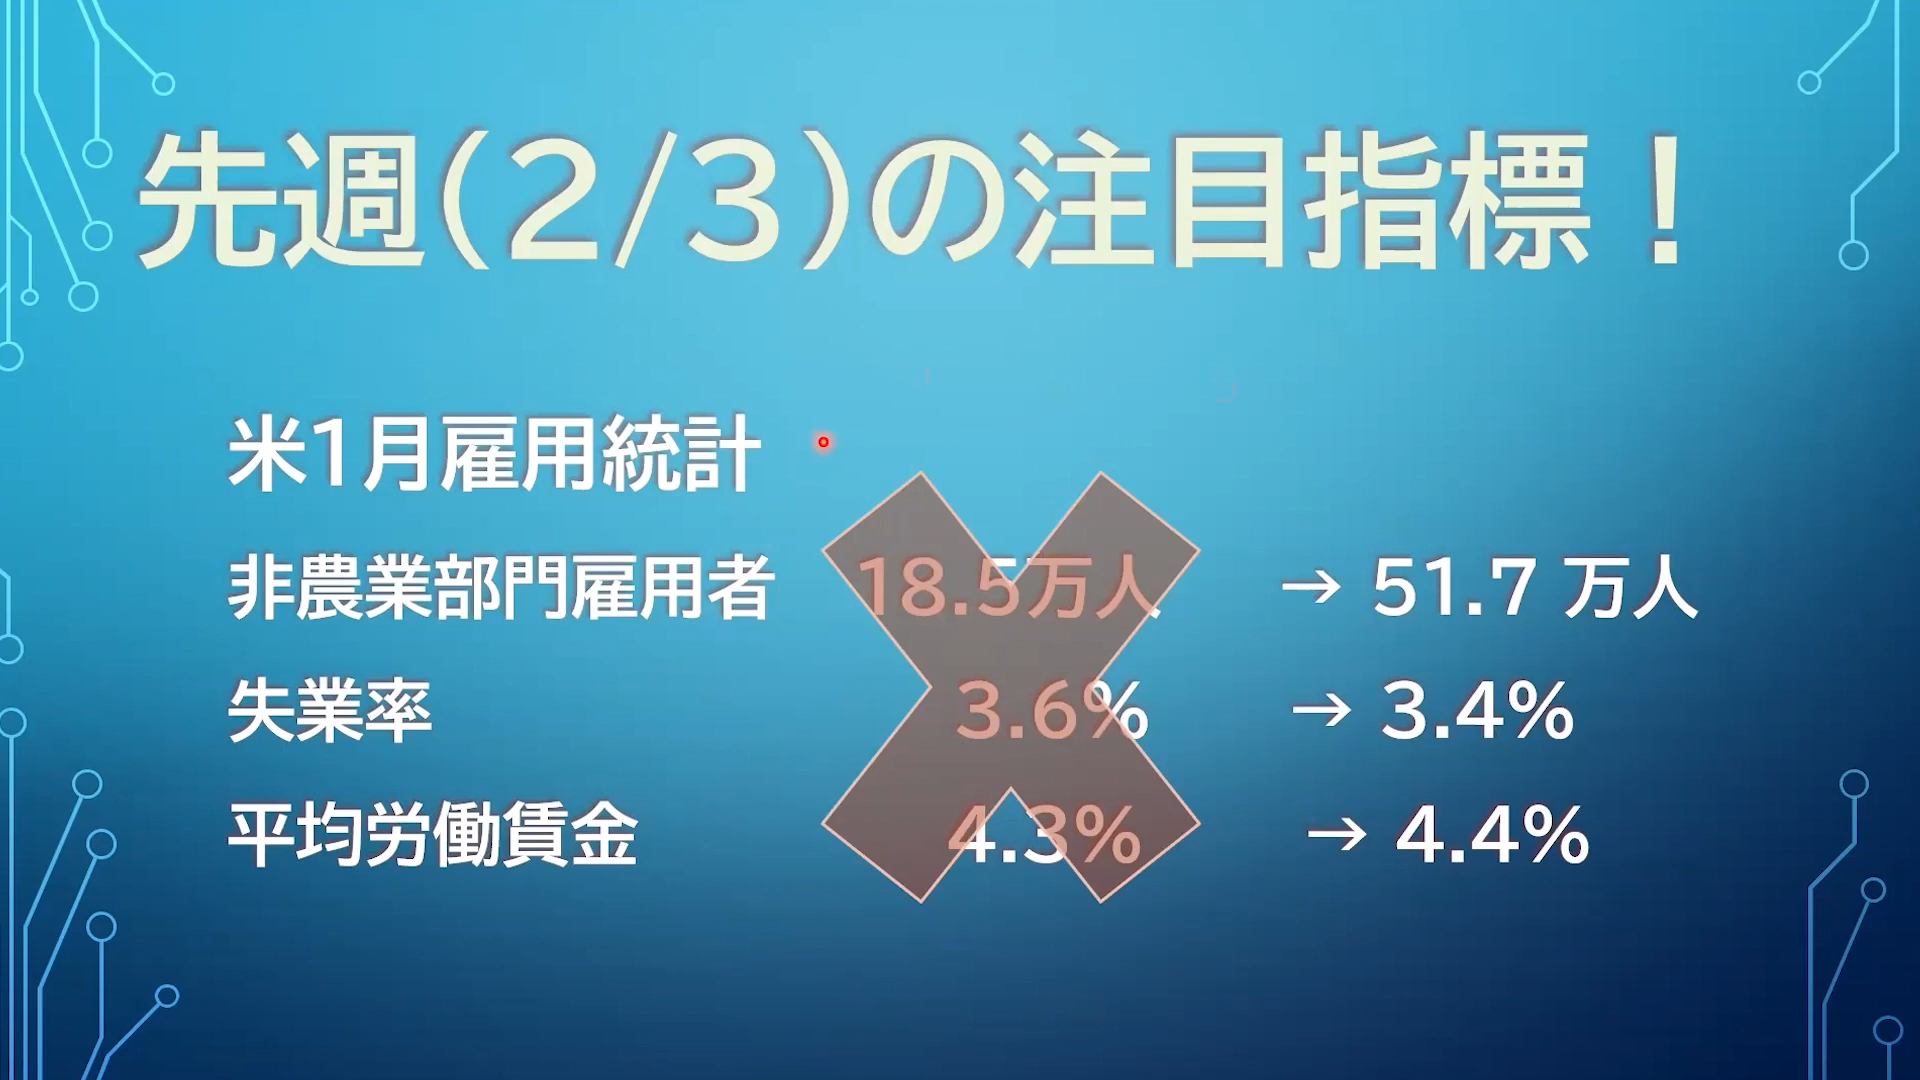 先週(2/3)の注目指標！
米1月雇用統計
非農業部門雇用者 18.5万人 → 51.7 万人
失業率 3.6% → 3.4%
平均労働賃金 4.3% → 4.4%